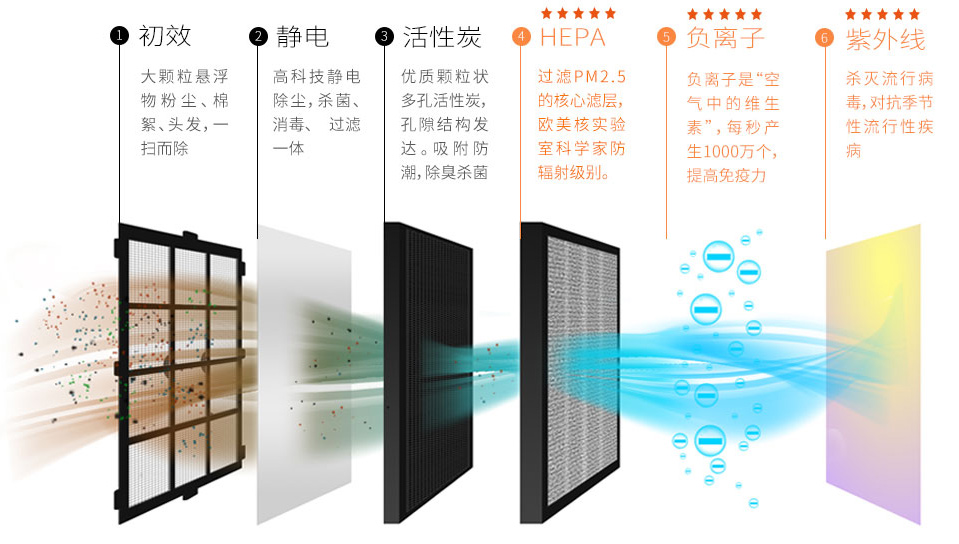 1 初效
大颗粒悬浮
物粉尘、棉
絮、头发，一
扫而除
2 静电
高科技静电
除尘，杀菌、
消毒、 过滤
一体
3 活性炭
优质颗粒状
多孔活性炭，
孔隙结构发
达。吸附防
潮，除臭杀菌
★★★★★
4 HEPA
过滤PM2.5
的核心滤层，
欧美核实验
室科学家防
辐射级别。
★★★★★
5 负离子
负离子是“空
气中的维生
素”，每秒产
生1000万个，
提高免疫力
★★★★★
6 紫外线
杀灭流行病
毒，对抗季节
性流行性疾
病